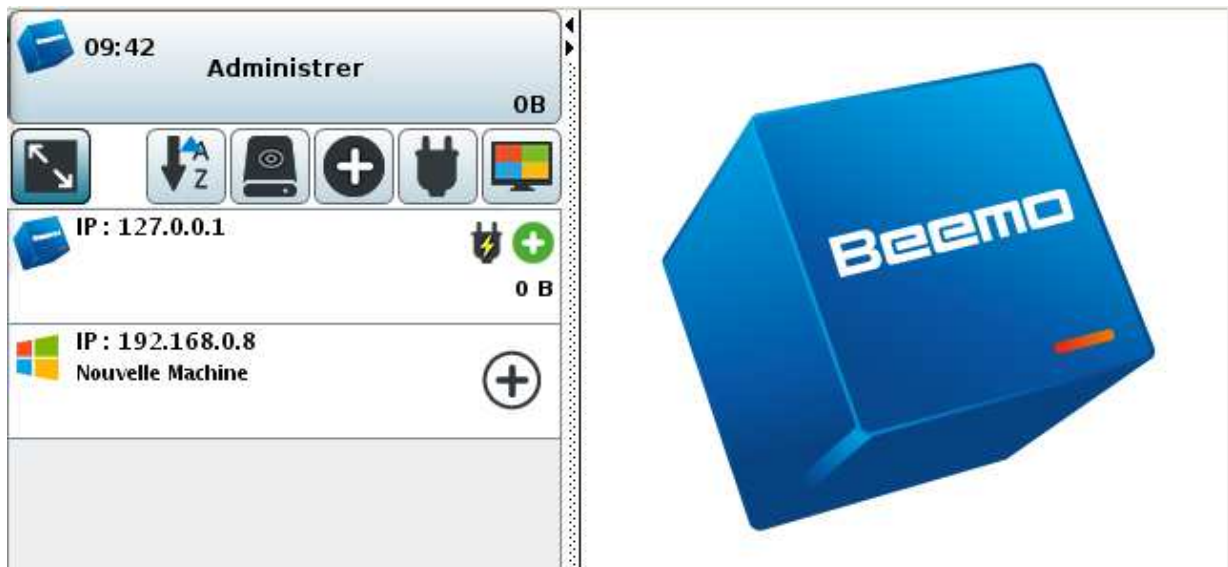 09:42
Administrer
0B
A
Z
IP : 127.0.0.1
0 B
IP : 192.168.0.8
Nouvelle Machine
Beemo